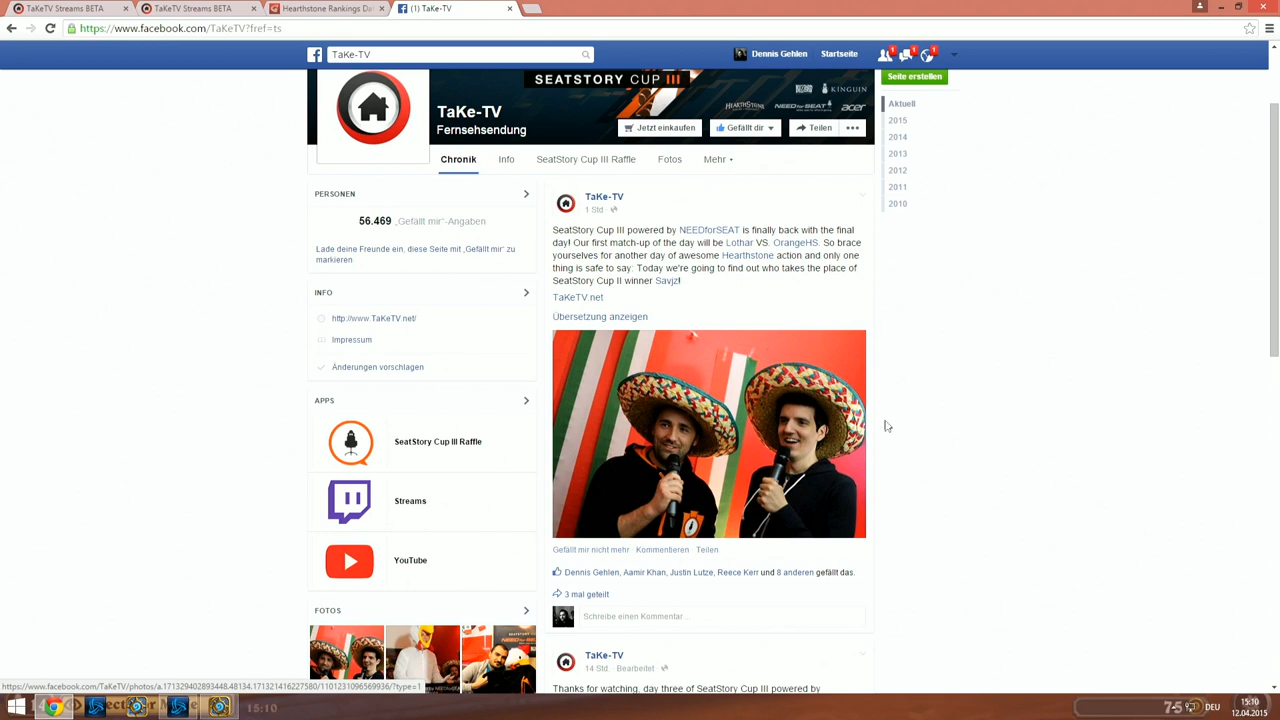 TaKeTV Streams BETA
TaKeTV Streams BETA
Hearthstone Rankings Da
(1) TaKe-TV
https://www.facebook.com/TaKeTV?fref=ts
TaKe-TV
Dennis Gehlen
Startseite
1
1
1
SEATSTORY CUP III
BLIZZARD
KINGUIN
HEARTHSTONE
NEEDforSEAT
acer
TaKe-TV
Fernsehsendung
Jetzt einkaufen
Gefällt dir
Teilen
Seite erstellen
Chronik
Info
SeatStory Cup III Raffle
Fotos
Mehr
Aktuell
2015
2014
2013
2012
2011
2010
PERSONEN
56.469 „Gefällt mir“-Angaben
Lade deine Freunde ein, diese Seite mit „Gefällt mir“ zu
markieren
INFO
http://www.TaKeTV.net/
Impressum
Änderungen vorschlagen
APPS
SeatStory Cup III Raffle
Streams
YouTube
FOTOS
TaKe-TV
1 Std
SeatStory Cup III powered by NEEDforSEAT is finally back with the final
day! Our first match-up of the day will be Lothar VS. OrangeHS. So brace
yourselves for another day of awesome Hearthstone action and only one
thing is safe to say: Today we're going to find out who takes the place of
SeatStory Cup II winner Savjz!
TaKeTV.net
Übersetzung anzeigen
Gefällt mir nicht mehr · Kommentieren · Teilen
Dennis Gehlen, Aamir Khan, Justin Lutze, Reece Kerr und 8 anderen gefällt das.
3 mal geteilt
Schreibe einen Kommentar ...
TaKe-TV
14 Std. · Bearbeitet
Thanks for watching, day three of SeatStory Cup III powered by
https://www.facebook.com/TaKeTV/photos/a.171329402893448.48134.171321416227580/1101231096569936/?type=1
15:10
7-5
DEU
15:10
12.04.2015